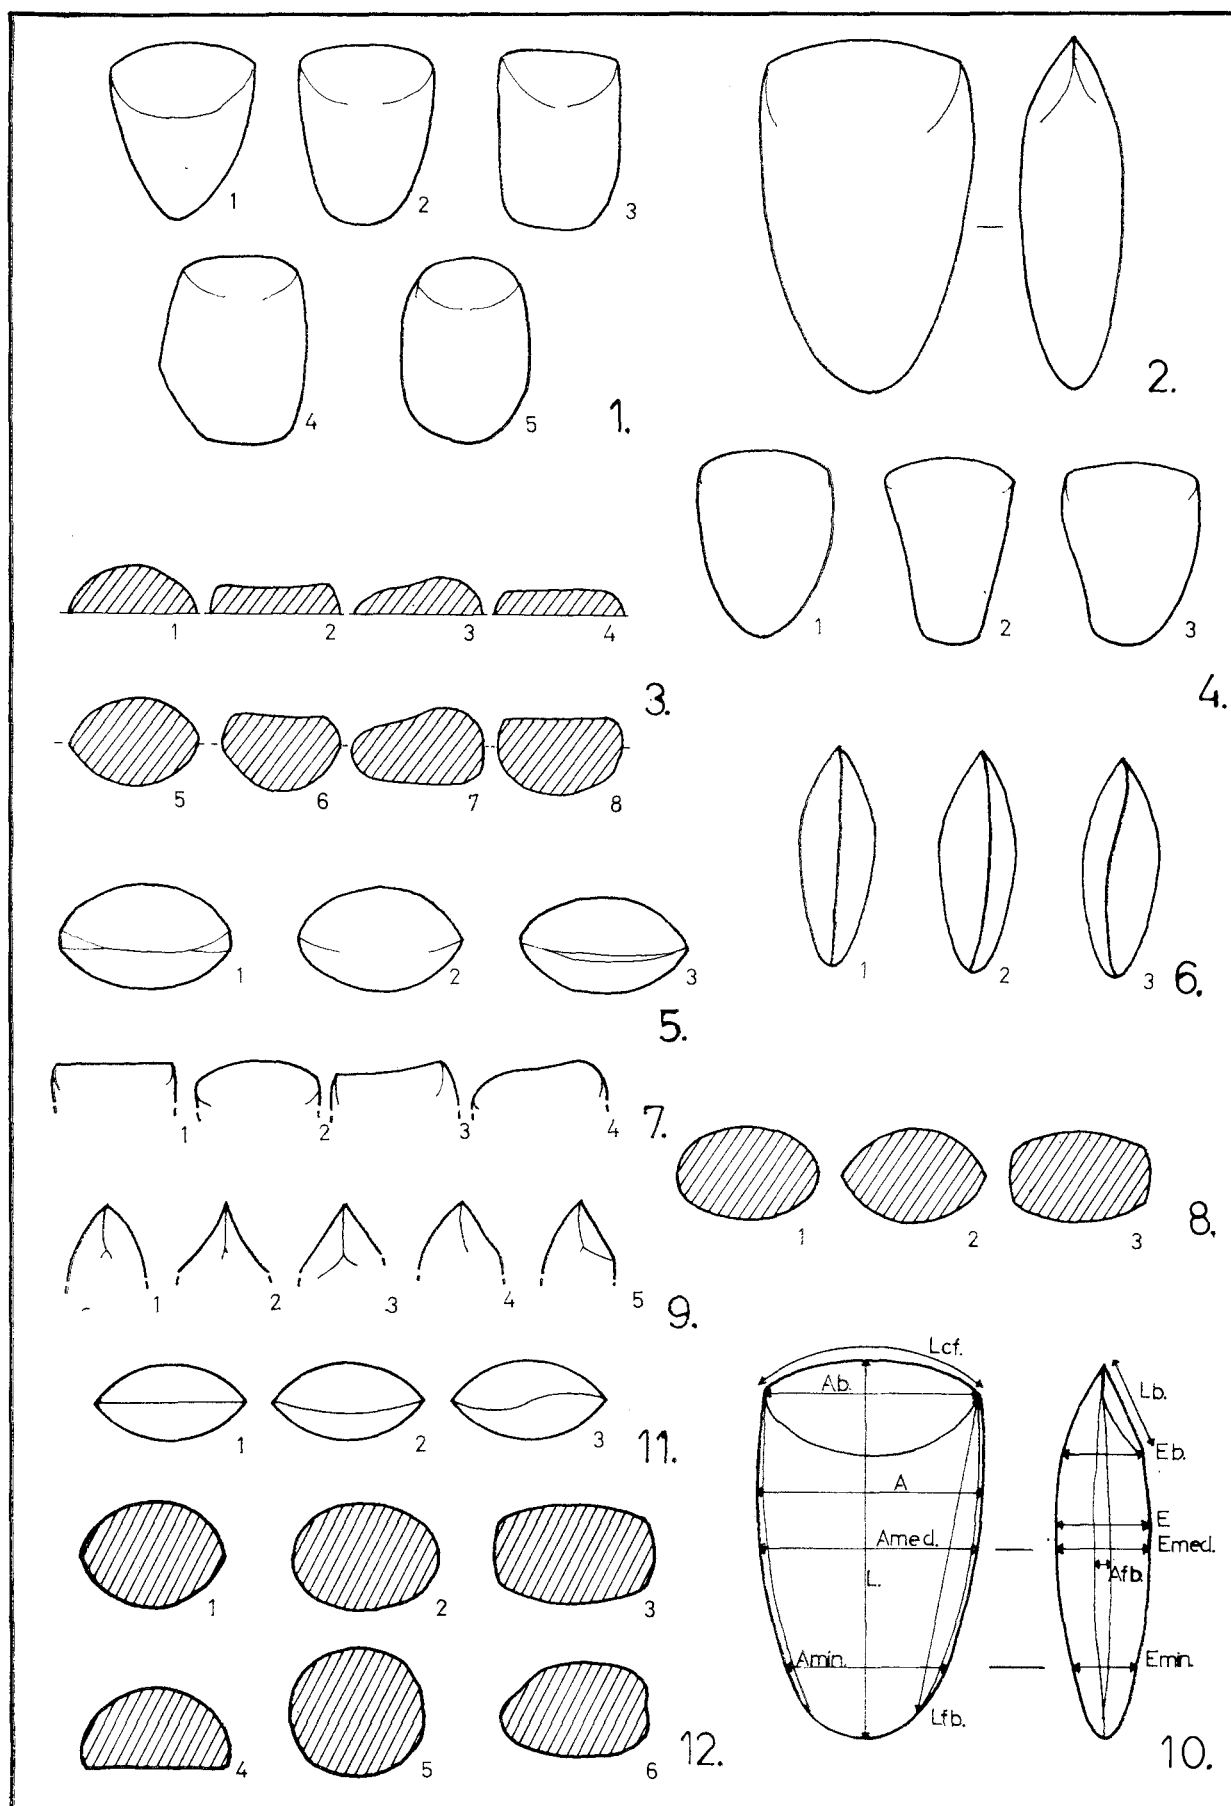 1 2 3
2.
4 5 1.
1 2 3 4
1 2 3
3.
4.
5 6 7 8
1 2 3
5.
1 2 3 6.
1 2 3 4 7.
1 2 3 8.
1 2 3 4 5 9.
Lcf.
Ab.
Lb.
1 2 3 11.
Eb.
A
E
Amed.
Emed.
L.
Afb.
1 2 3
Amin.
Emin.
Lfb.
4 5 6 12.
10.